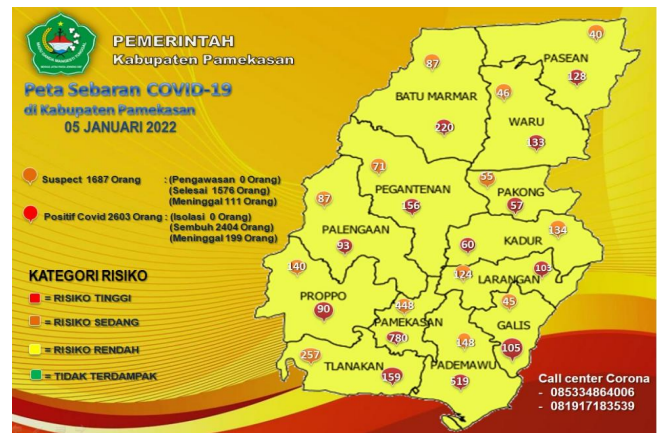 PEMERINTAH
Kabupaten Pamekasan
Peta Sebaran COVID-19
di Kabupaten Pamekasan
05 JANUARI 2022
Suspect 1687 Orang : (Pengawasan 0 Orang)
(Selesai 1576 Orang)
(Meninggal 111 Orang)
Positif Covid 2603 Orang : (Isolasi 0 Orang)
(Sembuh 2404 Orang)
(Meninggal 199 Orang)
KATEGORI RISIKO
= RISIKO TINGGI
= RISIKO SEDANG
= RISIKO RENDAH
= TIDAK TERDAMPAK
40
PASEAN
128
87
BATU MARMAR
220
46
WARU
133
71
PEGANTENAN
156
55
PAKONG
57
87
PALENGAAN
93
134
KADUR
60
124
LARANGAN
103
140
PROPPO
90
448
PAMEKASAN
780
45
GALIS
105
257
TLANAKAN
159
148
PADEMAWU
519
Call center Corona
- 085334864006
- 081917183539